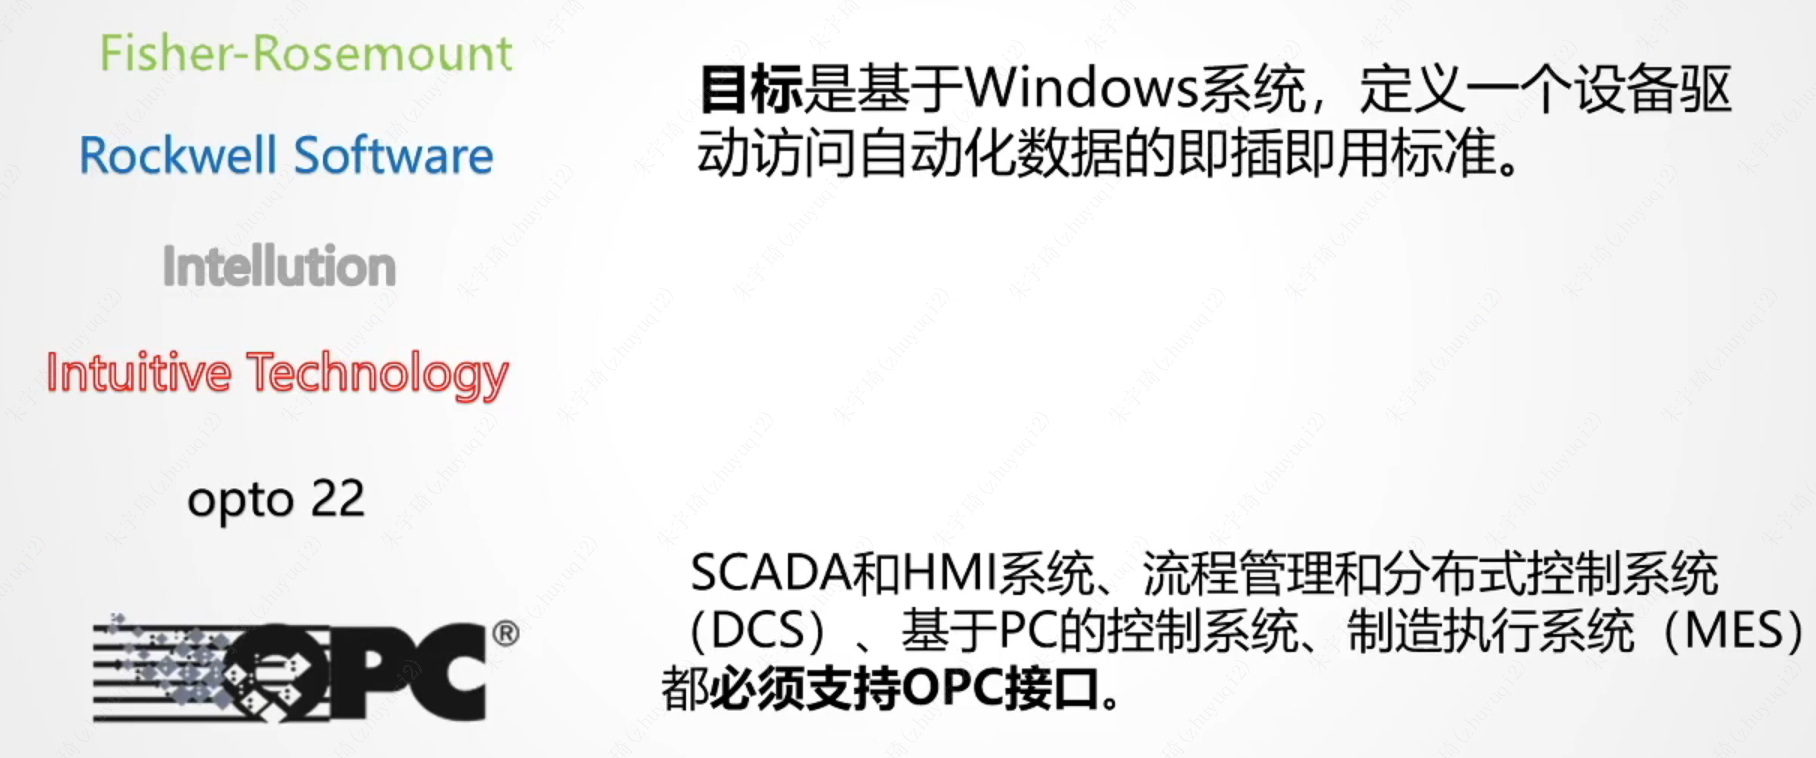 Fisher-Rosemount
Rockwell Software
Intellution
Intuitive Technology
opto 22
OPC®
目标是基于Windows系统，定义一个设备驱
动访问自动化数据的即插即用标准。
SCADA和HMI系统、流程管理和分布式控制系统
（DCS）、基于PC的控制系统、制造执行系统（MES）
都必须支持OPC接口。
朱宇琦(zhuyuqi2)